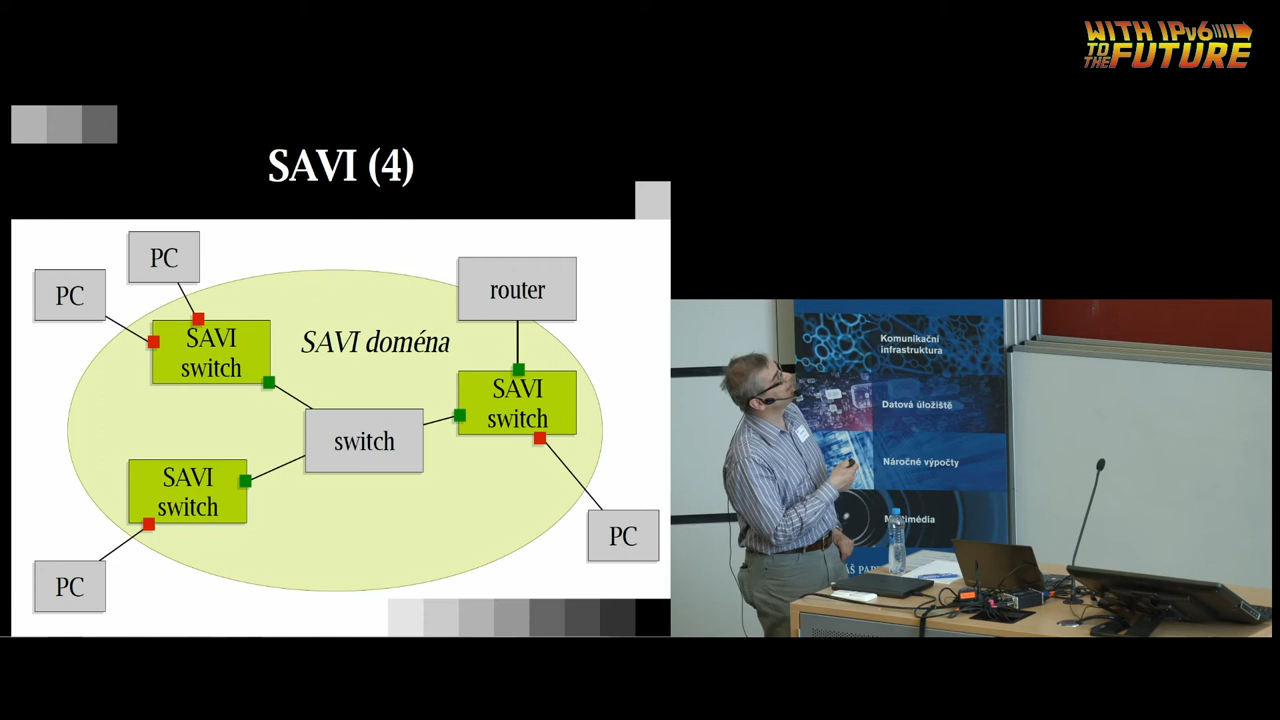 WITH IPv6
TO THE FUTURE
SAVI (4)
PC
PC
router
SAVI
switch
SAVI doména
SAVI
switch
switch
SAVI
switch
PC
PC
Komunikační
infrastruktura
Datová úložiště
Náročné výpočty